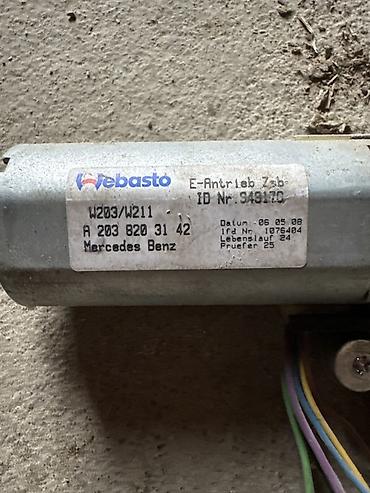 Webasto
E-Antrieb Zsb
ID Nr. 949170
W203/W211
A 203 820 31 42
Mercedes Benz
Datum 06 05 08
lfd Nr. 1076404
Lebenslauf 24
Pruefer 25